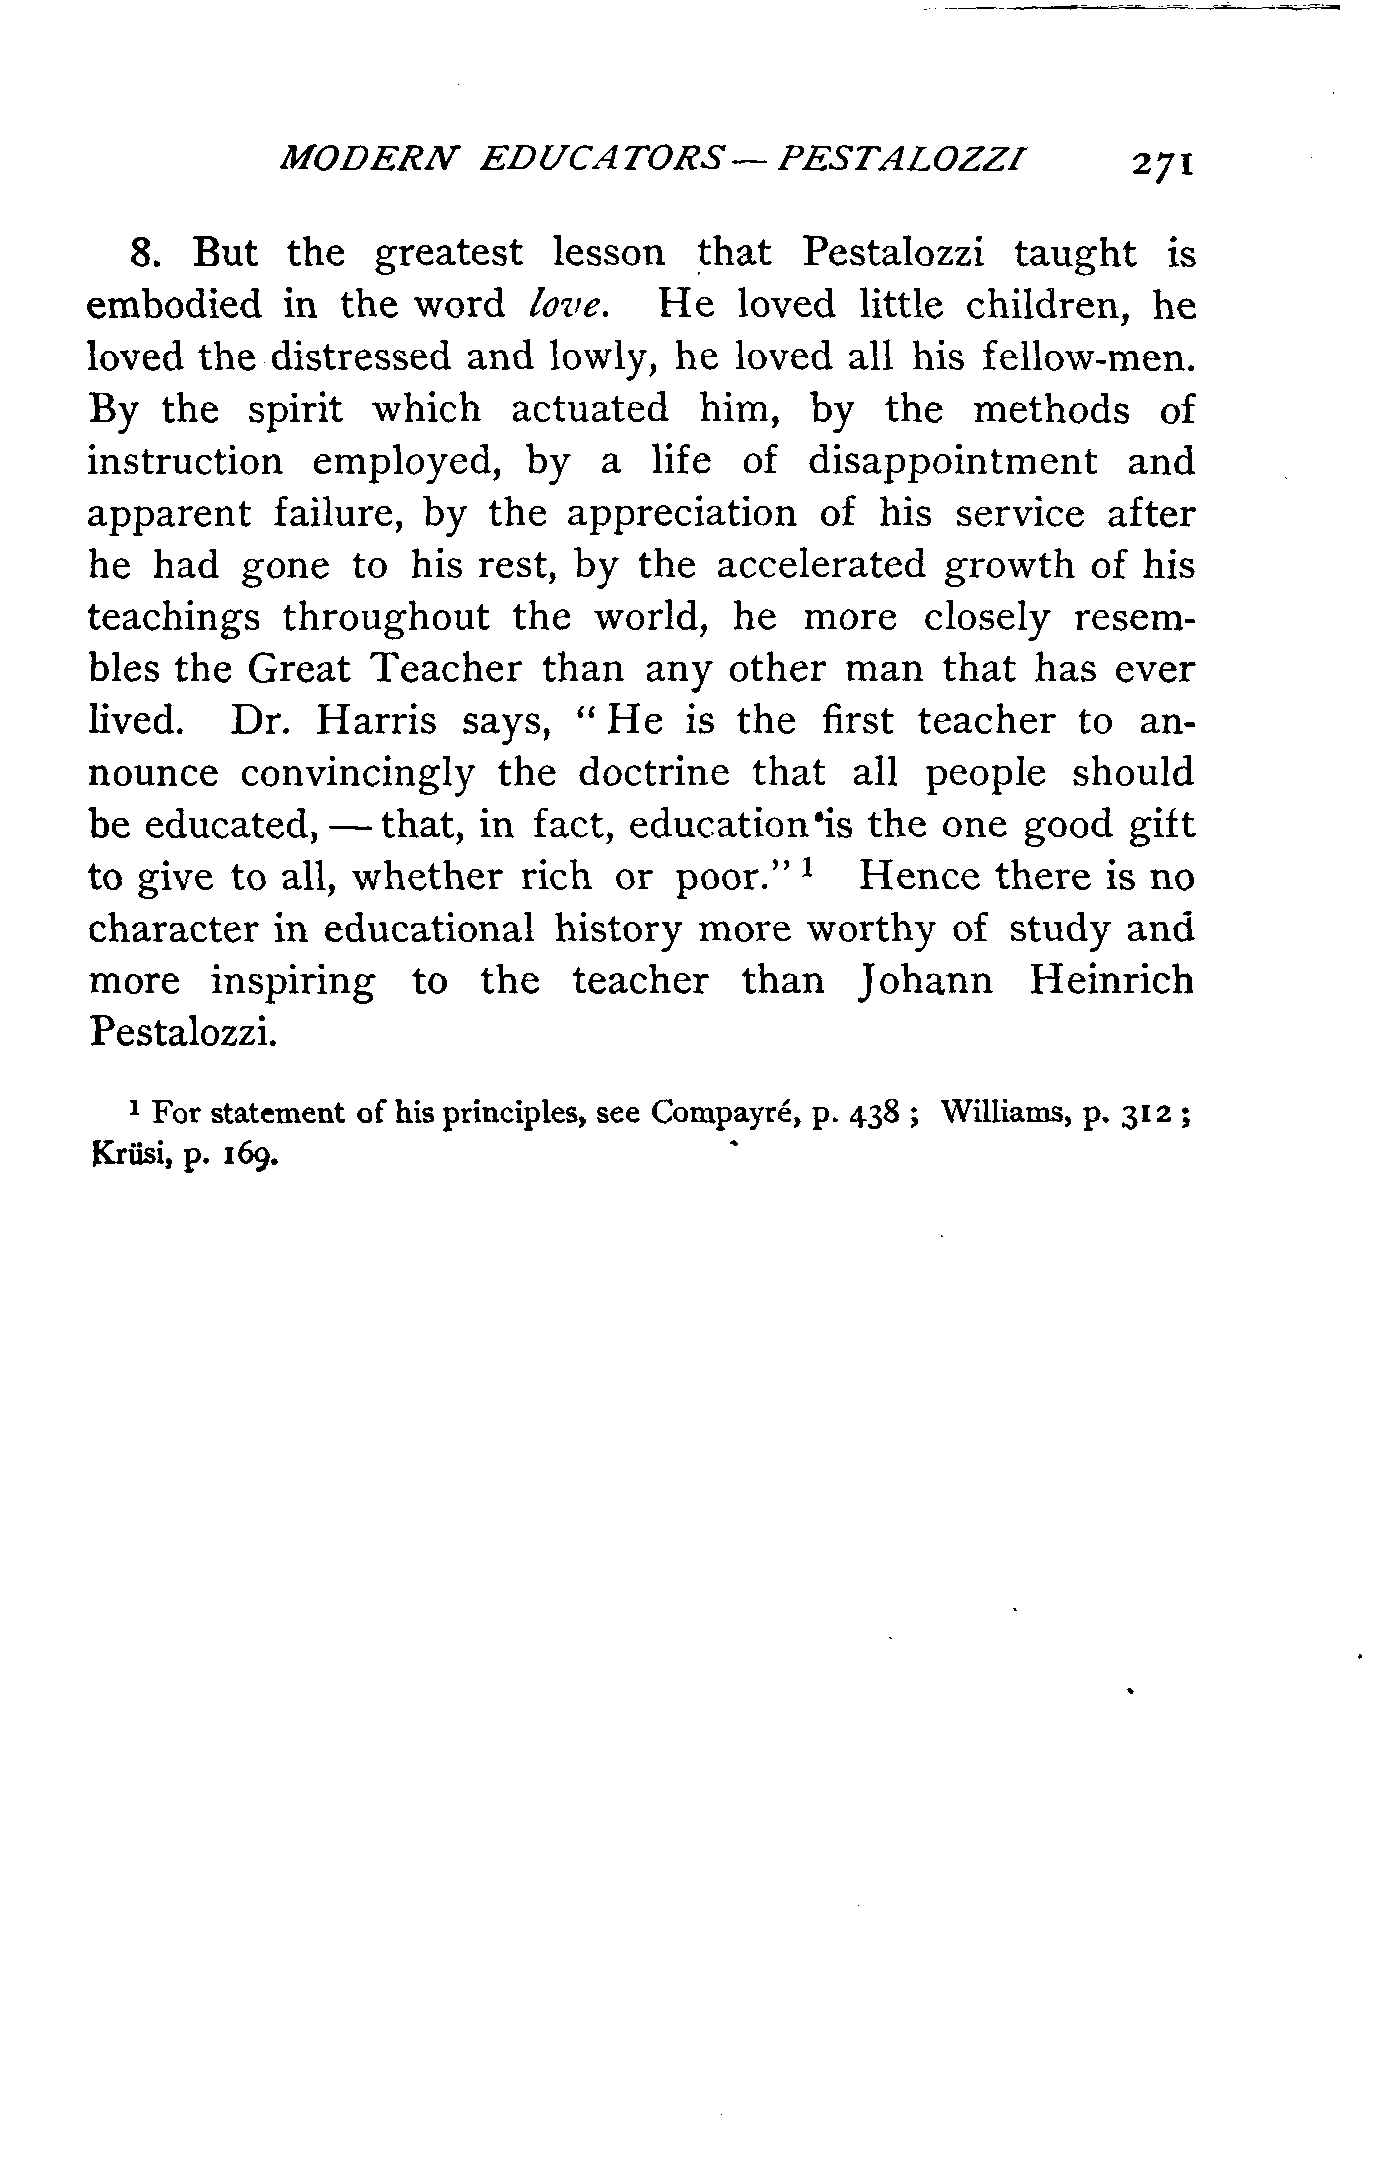 MODERN EDUCATORS — PESTALOZZI 271
8. But the greatest lesson that Pestalozzi taught is
embodied in the word love. He loved little children, he
loved the distressed and lowly, he loved all his fellow-men.
By the spirit which actuated him, by the methods of
instruction employed, by a life of disappointment and
apparent failure, by the appreciation of his service after
he had gone to his rest, by the accelerated growth of his
teachings throughout the world, he more closely resem-
bles the Great Teacher than any other man that has ever
lived. Dr. Harris says, “ He is the first teacher to an-
nounce convincingly the doctrine that all people should
be educated, — that, in fact, education is the one good gift
to give to all, whether rich or poor.” ¹ Hence there is no
character in educational history more worthy of study and
more inspiring to the teacher than Johann Heinrich
Pestalozzi.
¹ For statement of his principles, see Compayré, p. 438 ; Williams, p. 312 ;
Krüsi, p. 169.